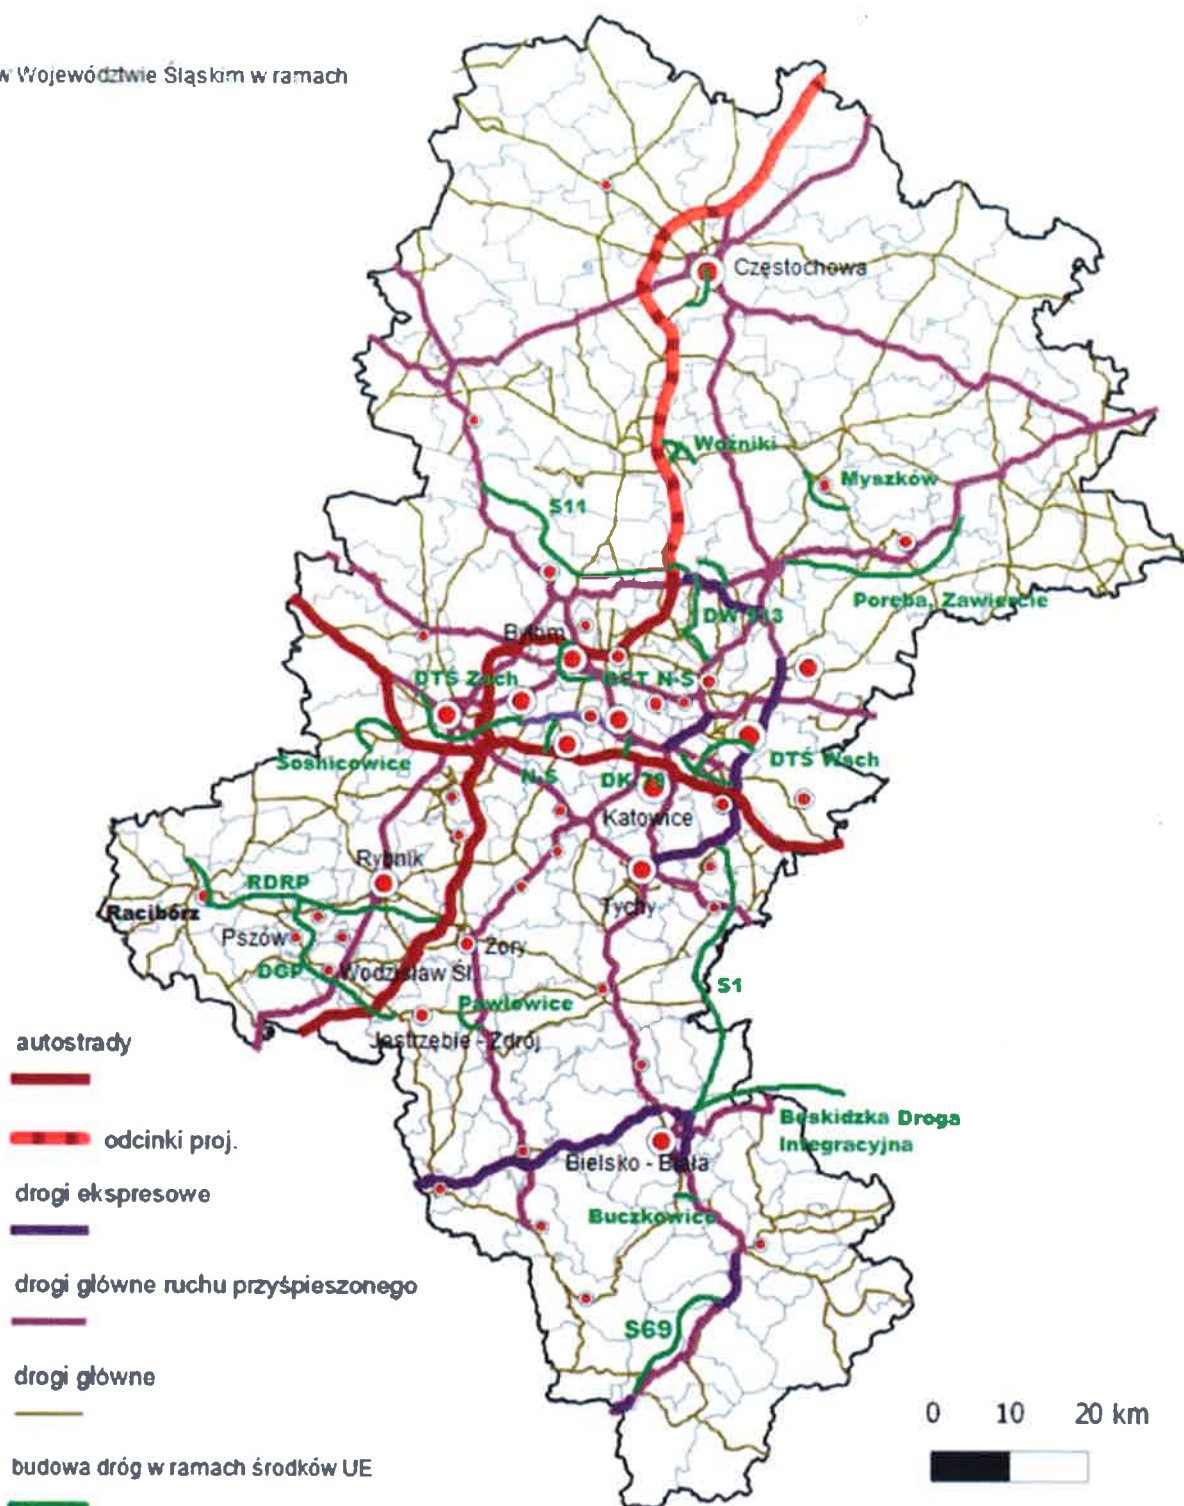 w Województwie Śląskim w ramach
Częstochowa
Woźniki
Myszków
S11
Poręba, Zawiercie
DW 913
Bytom
DTŚ Zach
BCT N-S
Sośnicowice
DTŚ Wsch
N-S
DK 79
Katowice
Rybnik
RDRP
Tychy
Racibórz
Pszów
Żory
DGP
Wodzisław Śl.
S1
Pawłowice
Jastrzębie - Zdrój
autostrady
Beskidzka Droga
Integracyjna
odcinki proj.
Bielsko - Biała
drogi ekspresowe
Buczkowice
drogi główne ruchu przyśpieszonego
S69
drogi główne
0 10 20 km
budowa dróg w ramach środków UE